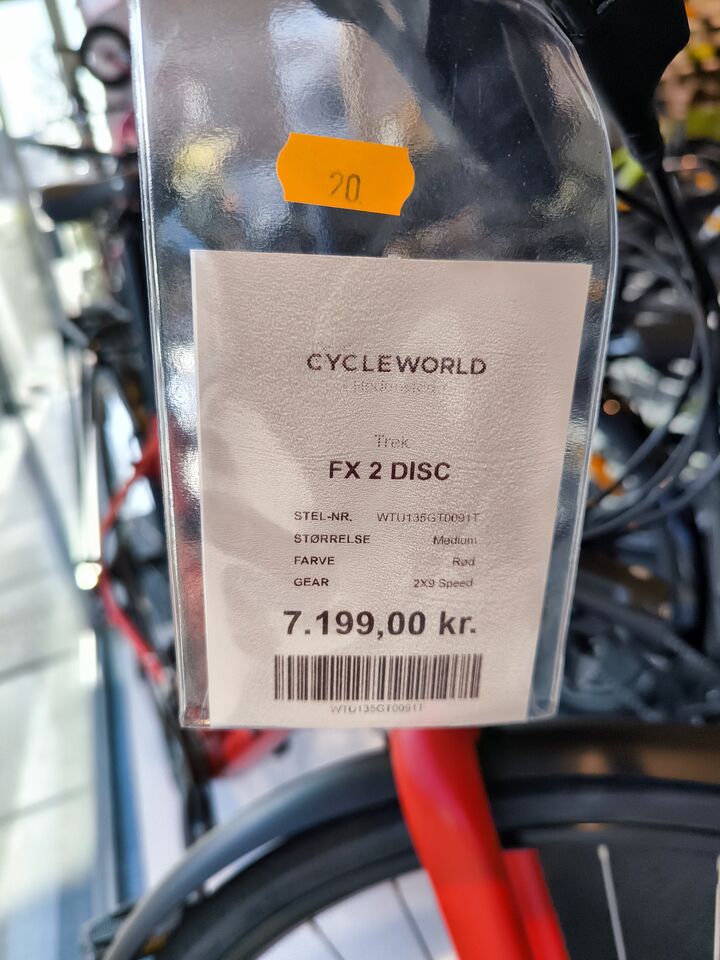 20
CYCLEWORLD
Trek
FX 2 DISC
STEL-NR. WTU135GT0091T
STØRRELSE Medium
FARVE Rød
GEAR 2X9 Speed
7.199,00 kr.
WTU135GT0091T